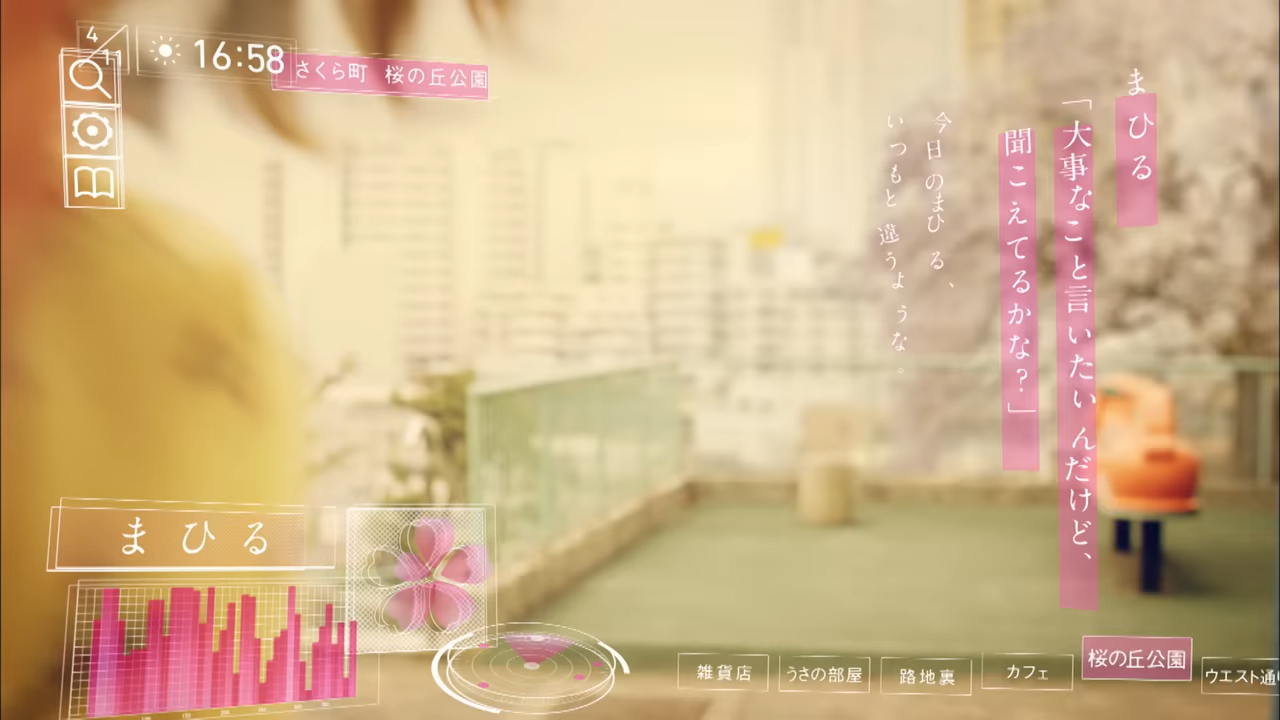 4/11
16:58
さくら町 桜の丘公園
まひる
「大事なこと言いたいんだけど、
聞こえてるかな?」
今日のまひる、
いつもと違うような。
まひる
雑貨店
うさの部屋
路地裏
カフェ
桜の丘公園
ウエスト通